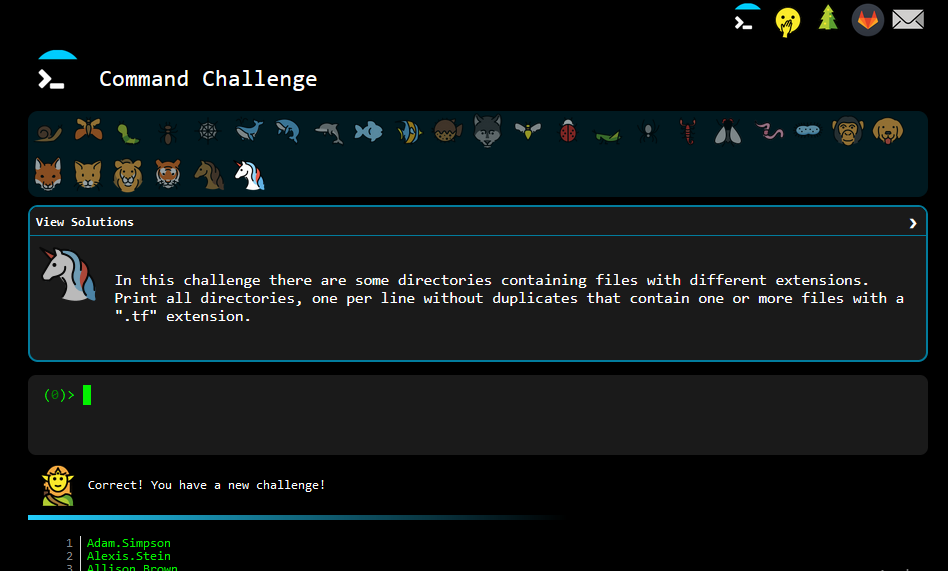 Command Challenge
View Solutions
In this challenge there are some directories containing files with different extensions.
Print all directories, one per line without duplicates that contain one or more files with a
".tf" extension.
(0)>
Correct! You have a new challenge!
1 Adam.Simpson
2 Alexis.Stein
3 Allison.Brown